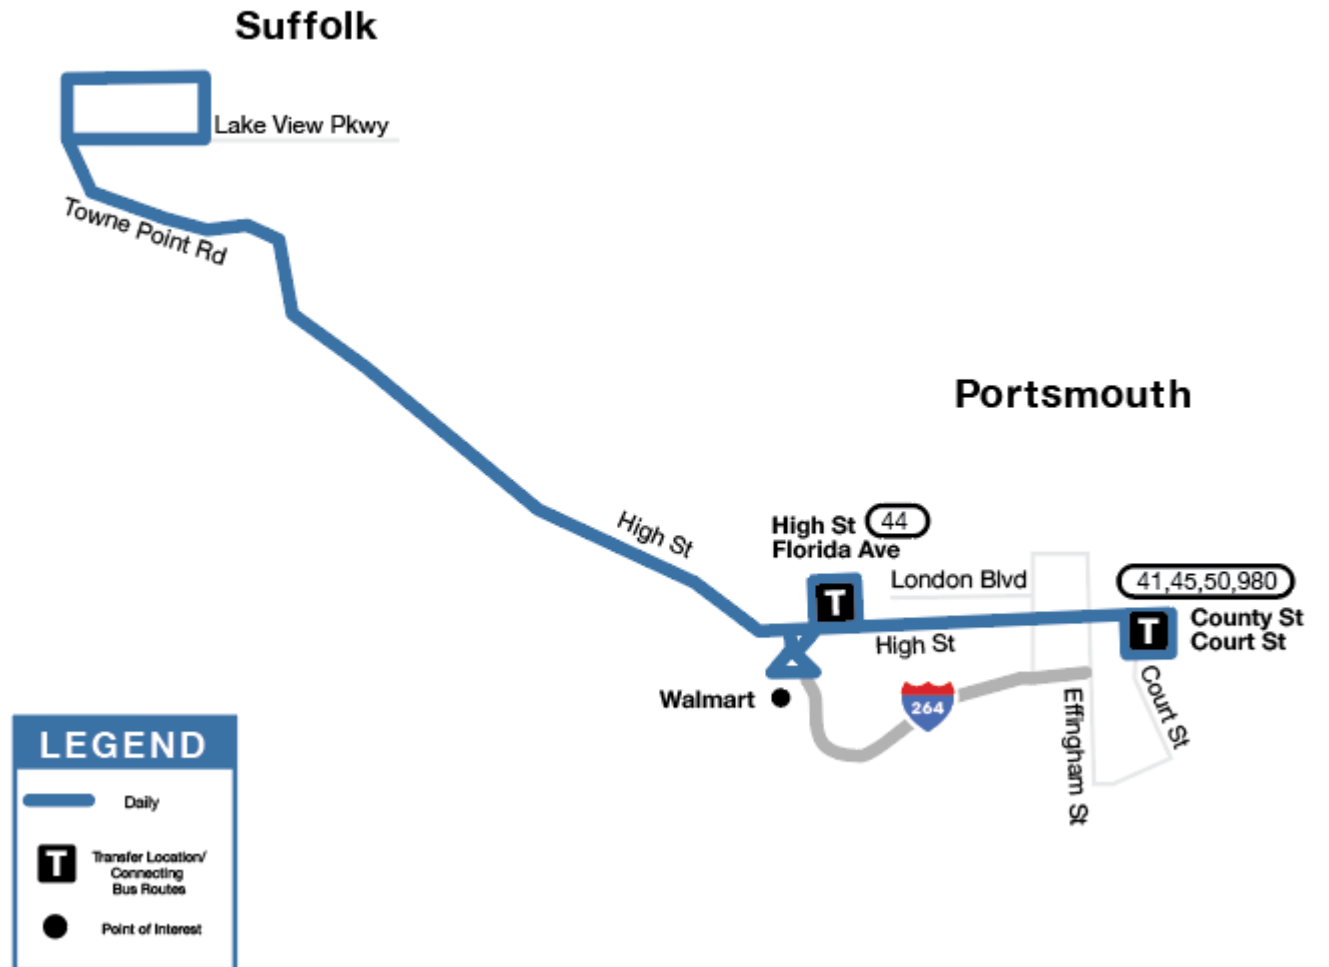 Suffolk
Lake View Pkwy
Towne Point Rd
Portsmouth
High St
High St 44
Florida Ave
T
London Blvd
41,45,50,980
County St
Court St
T
High St
Walmart
264
Effingham St
Court St
LEGEND
Daily
T
Transfer Location/
Connecting
Bus Routes
Point of Interest